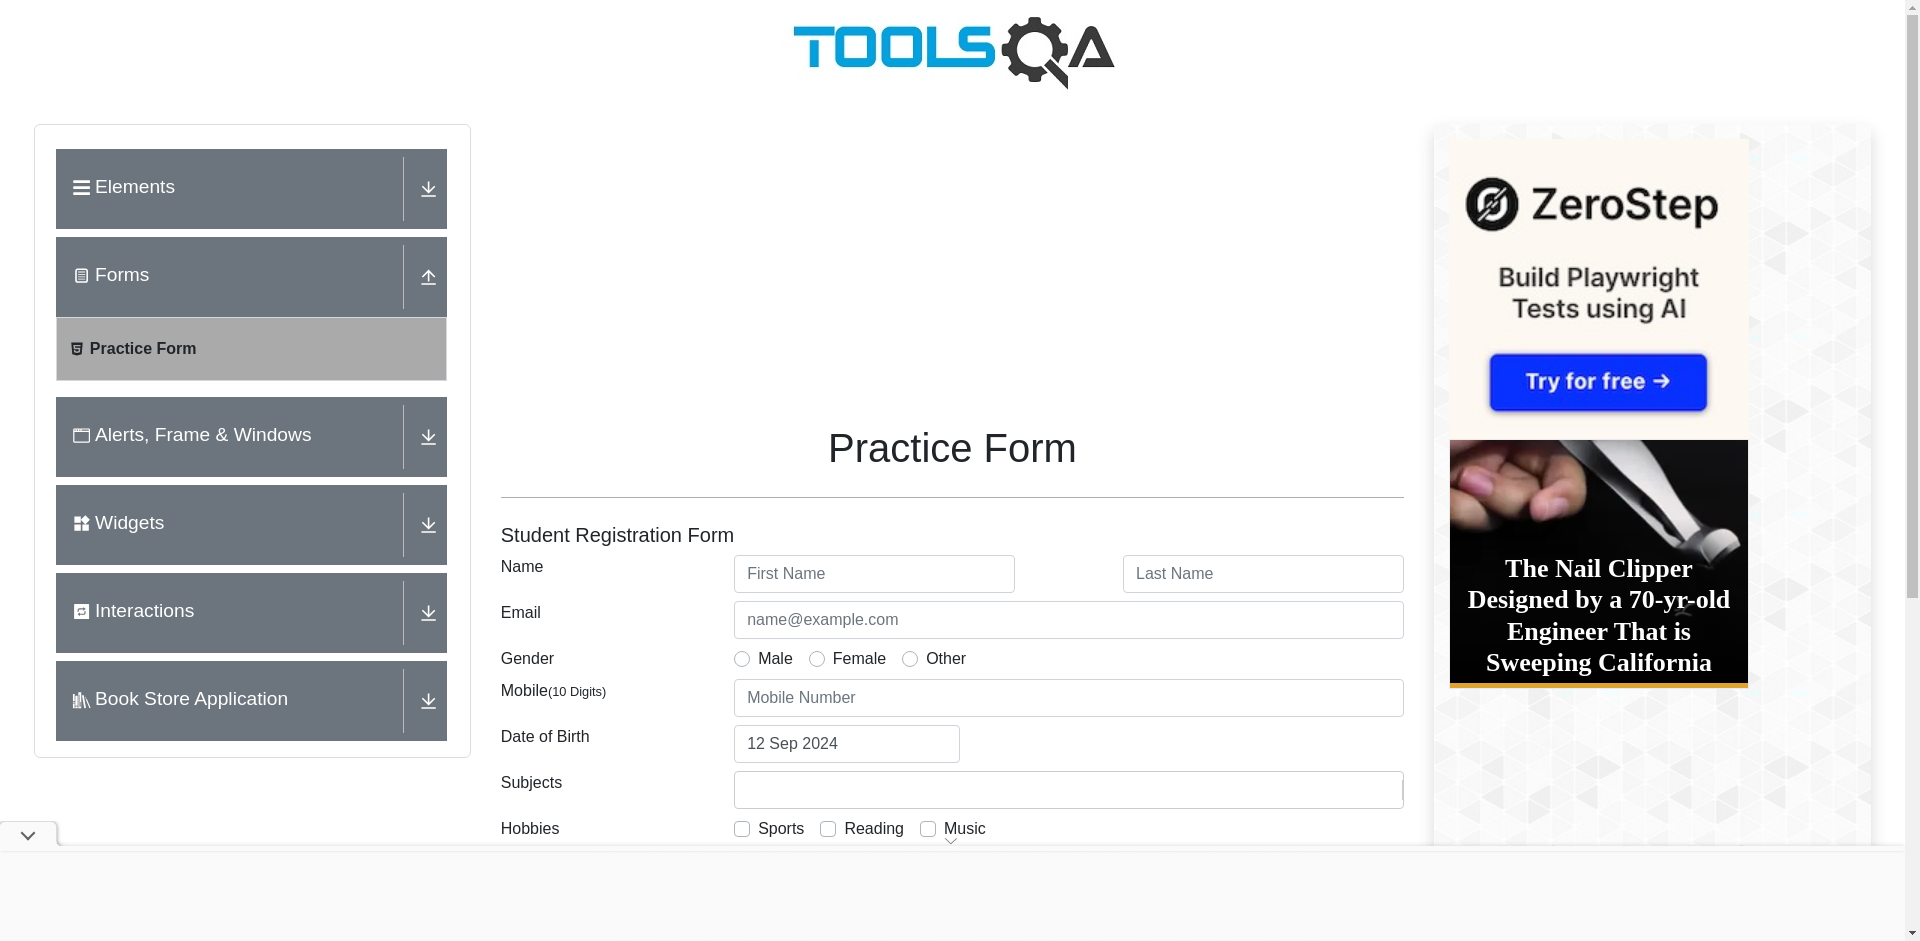 TOOLSQA
Elements
Forms
Practice Form
Alerts, Frame & Windows
Widgets
Interactions
Book Store Application
Practice Form
Student Registration Form
Name First Name Last Name
Email name@example.com
Gender Male Female Other
Mobile(10 Digits) Mobile Number
Date of Birth 12 Sep 2024
Subjects
Hobbies Sports Reading Music
ZeroStep
Build Playwright
Tests using AI
Try for free →
The Nail Clipper
Designed by a 70-yr-old
Engineer That is
Sweeping California